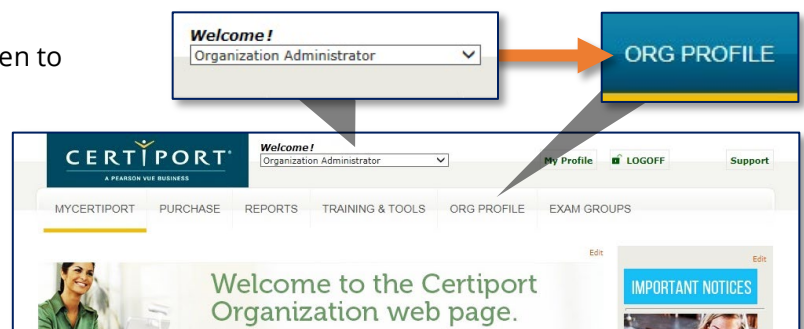 en to
Welcome!
Organization Administrator
ORG PROFILE
CERTIPORT®
A PEARSON VUE BUSINESS
Welcome!
Organization Administrator
My Profile
LOGOFF
Support
MYCERTIPORT PURCHASE REPORTS TRAINING & TOOLS ORG PROFILE EXAM GROUPS
Edit
Edit
Welcome to the Certiport
Organization web page.
IMPORTANT NOTICES